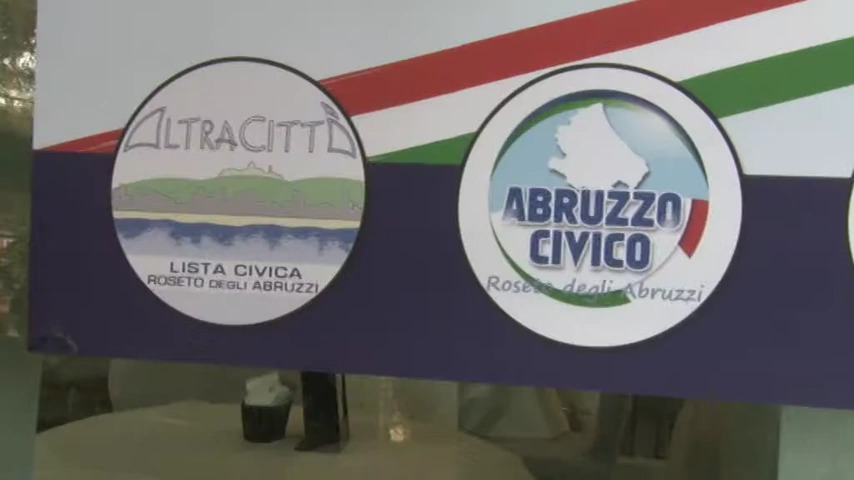 ALTRACITTÀ
LISTA CIVICA
ROSETO DEGLI ABRUZZI
ABRUZZO
CIVICO
Roseto degli Abruzzi